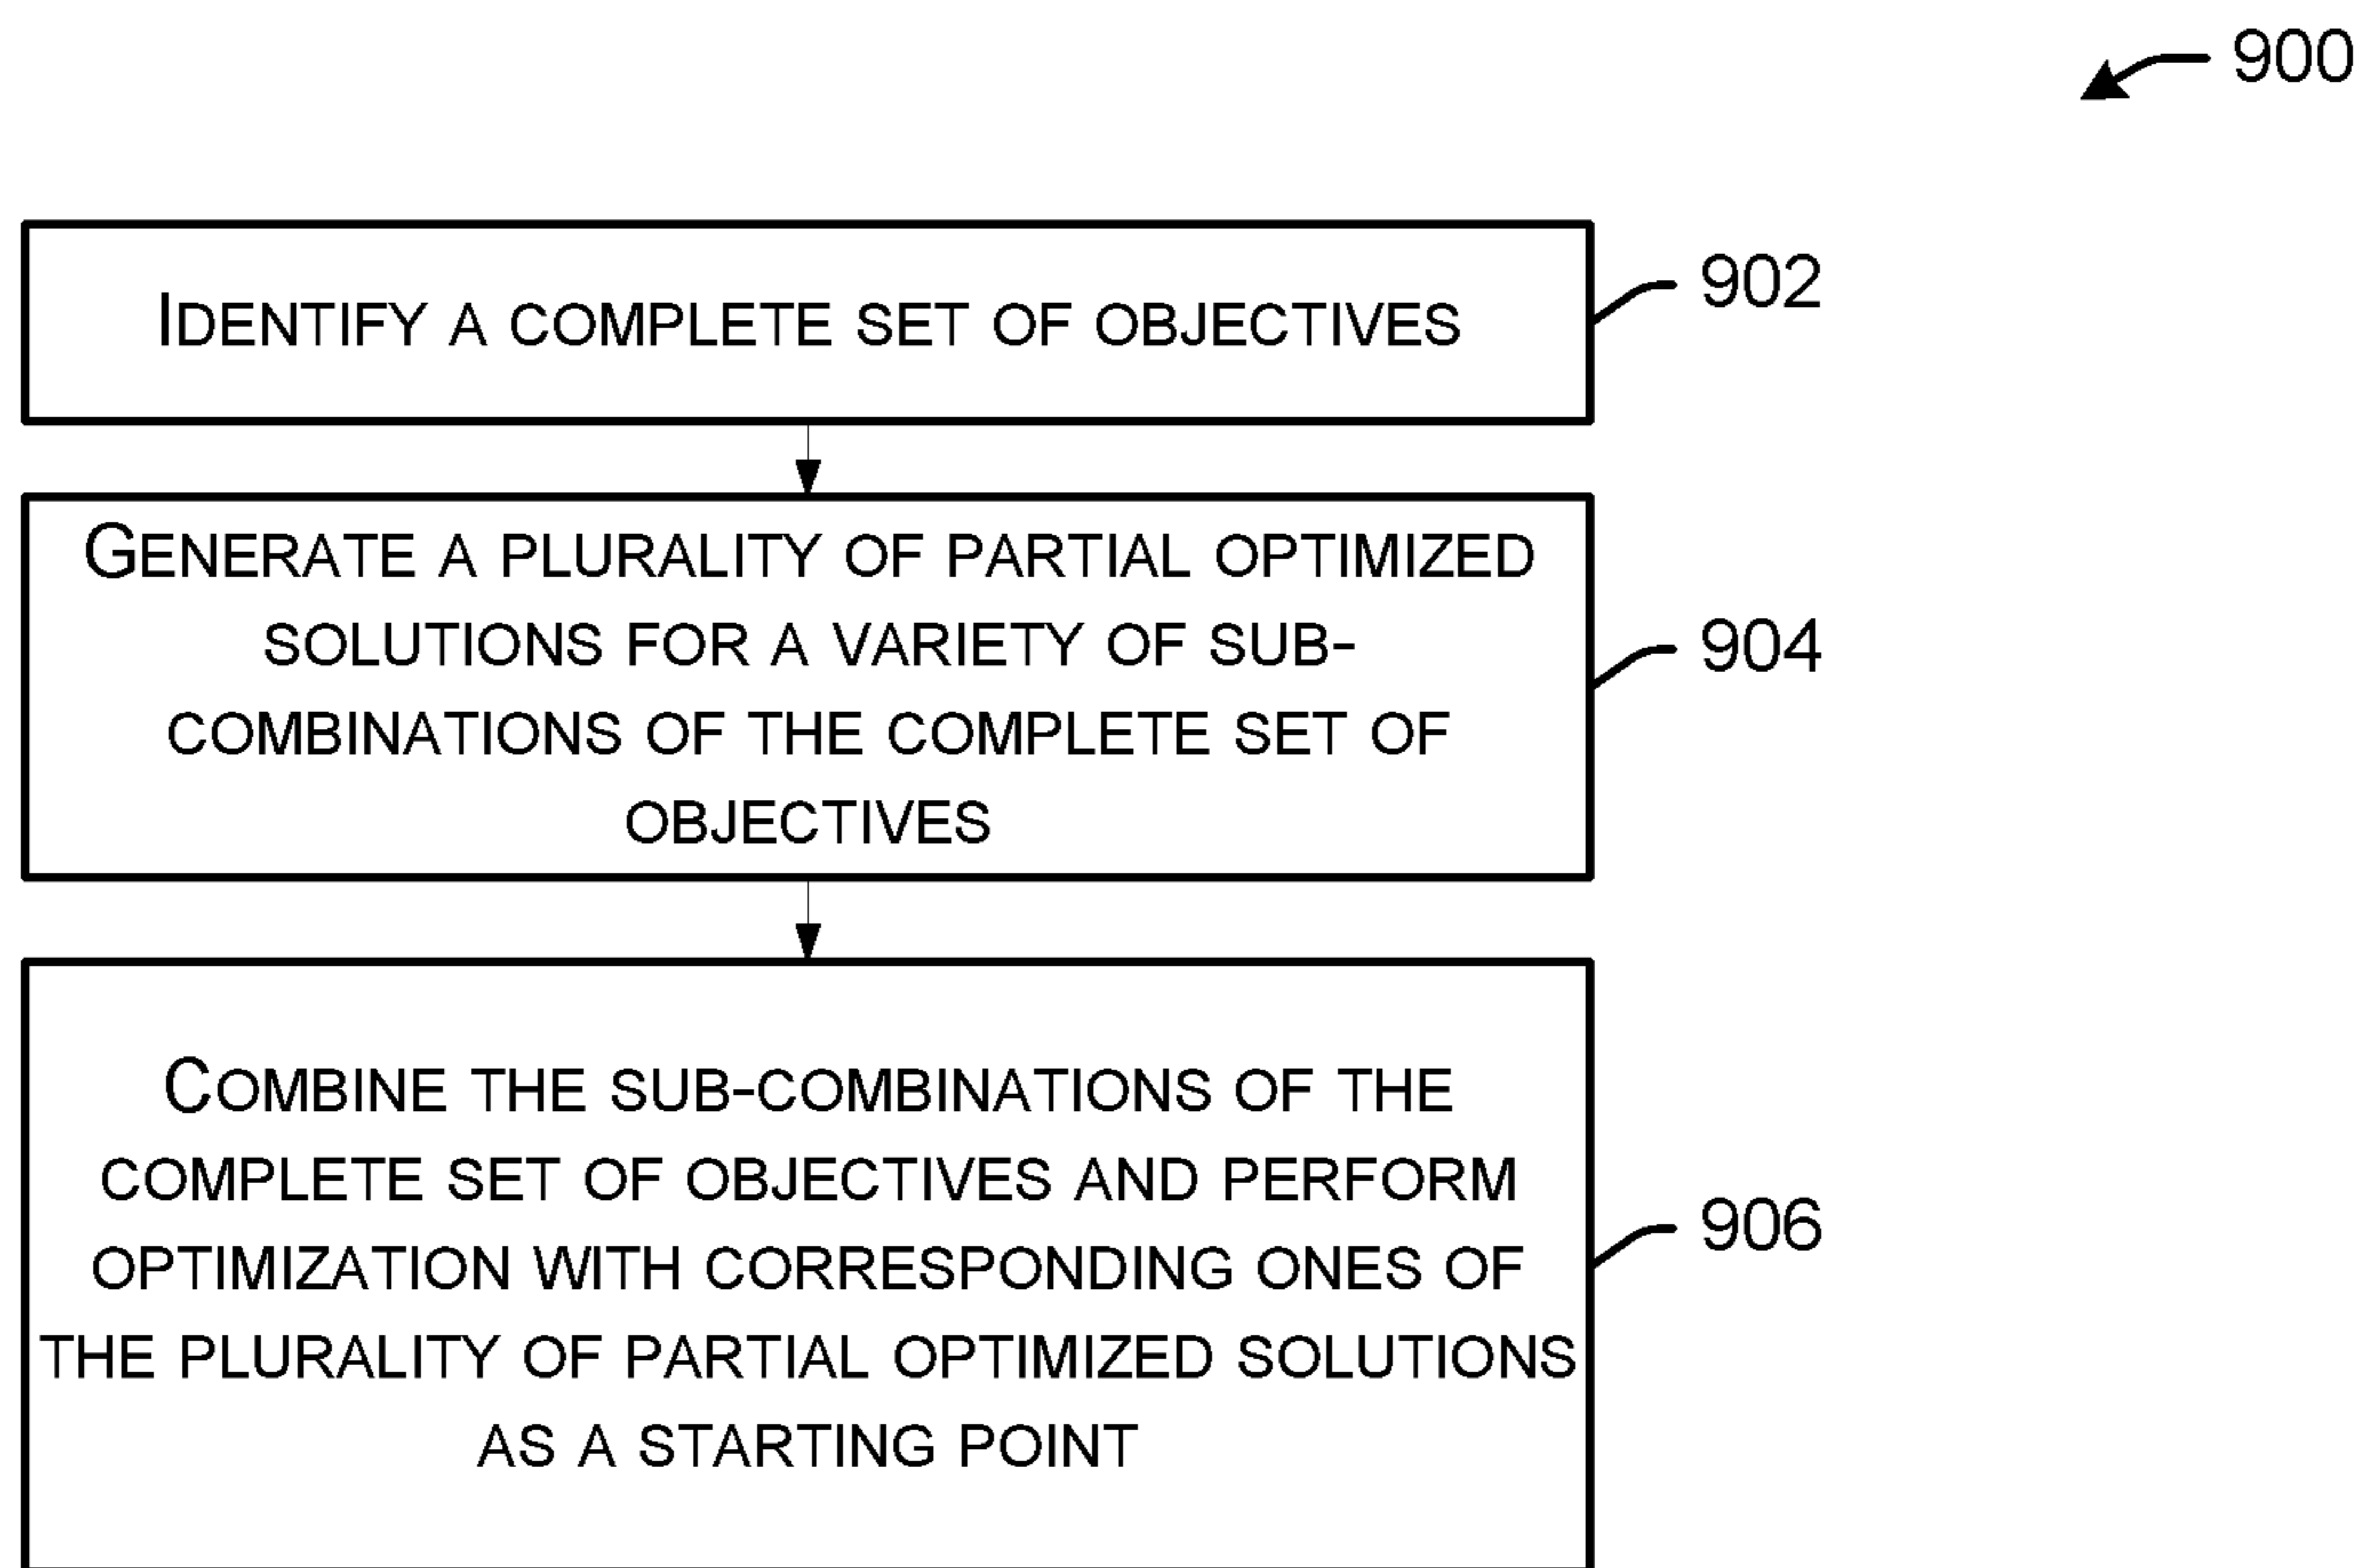 900
IDENTIFY A COMPLETE SET OF OBJECTIVES
902
GENERATE A PLURALITY OF PARTIAL OPTIMIZED
SOLUTIONS FOR A VARIETY OF SUB-
COMBINATIONS OF THE COMPLETE SET OF
OBJECTIVES
904
COMBINE THE SUB-COMBINATIONS OF THE
COMPLETE SET OF OBJECTIVES AND PERFORM
OPTIMIZATION WITH CORRESPONDING ONES OF
THE PLURALITY OF PARTIAL OPTIMIZED SOLUTIONS
AS A STARTING POINT
906